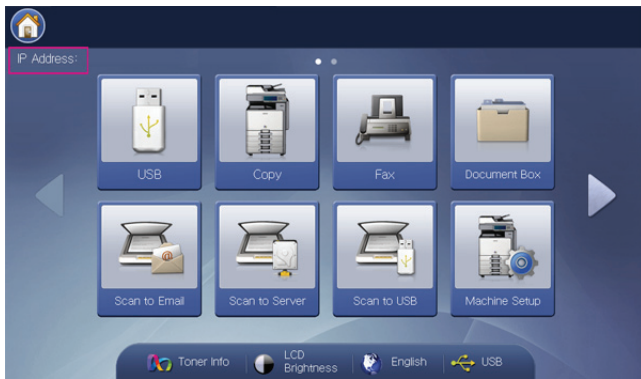 IP Address:
USB
Copy
Fax
Document Box
Scan to Email
Scan to Server
Scan to USB
Machine Setup
Toner Info
LCD
Brightness
English
USB